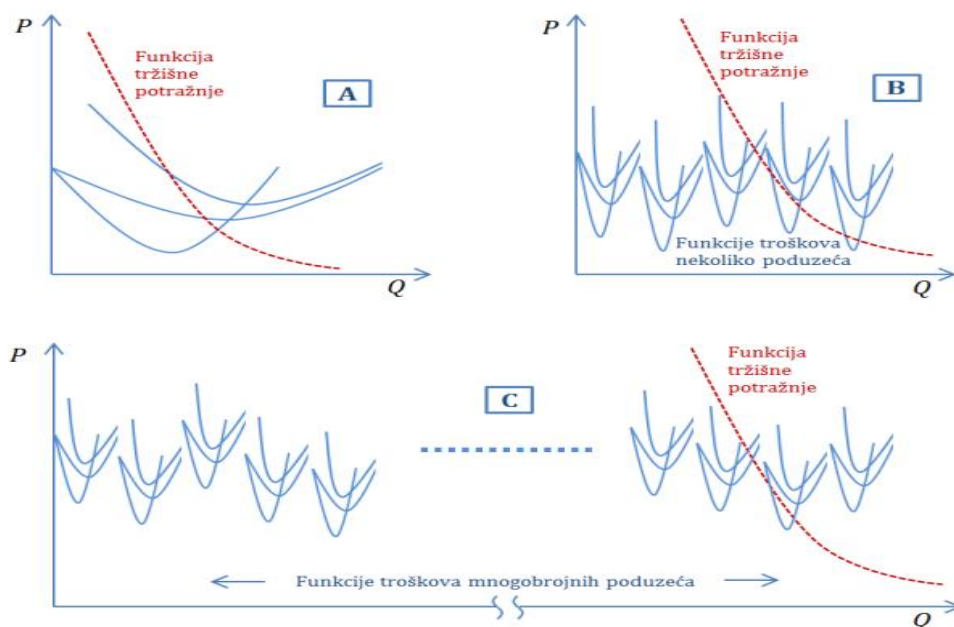 P
Funkcija
tržišne
potražnje
A
Q
P
Funkcija
tržišne
potražnje
B
Funkcije troškova
nekoliko poduzeća
Q
P
C
Funkcija
tržišne
potražnje
Funkcije troškova mnogobrojnih poduzeća
Q